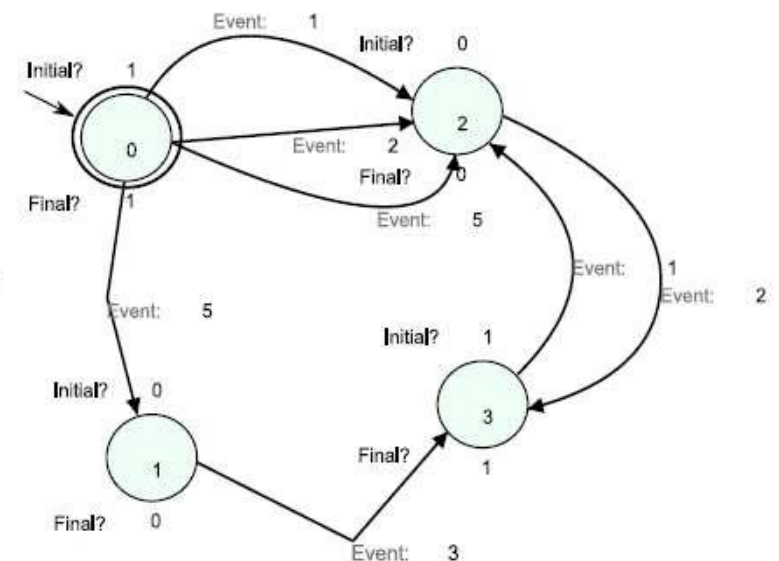 Event: 1
Initial? 0
Initial? 1
2
0
Event: 2
Final? 0
Final? 1
Event: 5
Event: 1
Event: 2
Event: 5
Initial? 1
Initial? 0
3
Final? 1
1
Final? 0
Event: 3